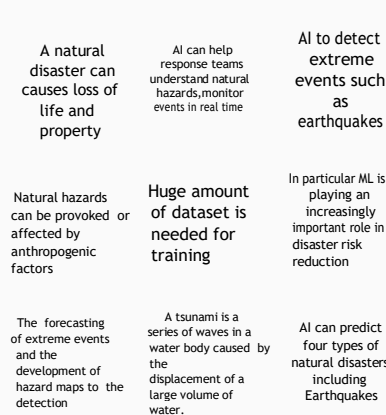 A natural
disaster can
causes loss of
life and
property
AI can help
response teams
understand natural
hazards,monitor
events in real time
AI to detect
extreme
events such
as
earthquakes
Natural hazards
can be provoked or
affected by
anthropogenic
factors
Huge amount
of dataset is
needed for
training
In particular ML is
playing an
increasingly
important role in
disaster risk
reduction
The forecasting
of extreme events
and the
development of
hazard maps to the
detection
A tsunami is a
series of waves in a
water body caused by
the
displacement of a
large volume of
water.
AI can predict
four types of
natural disasters
including
Earthquakes